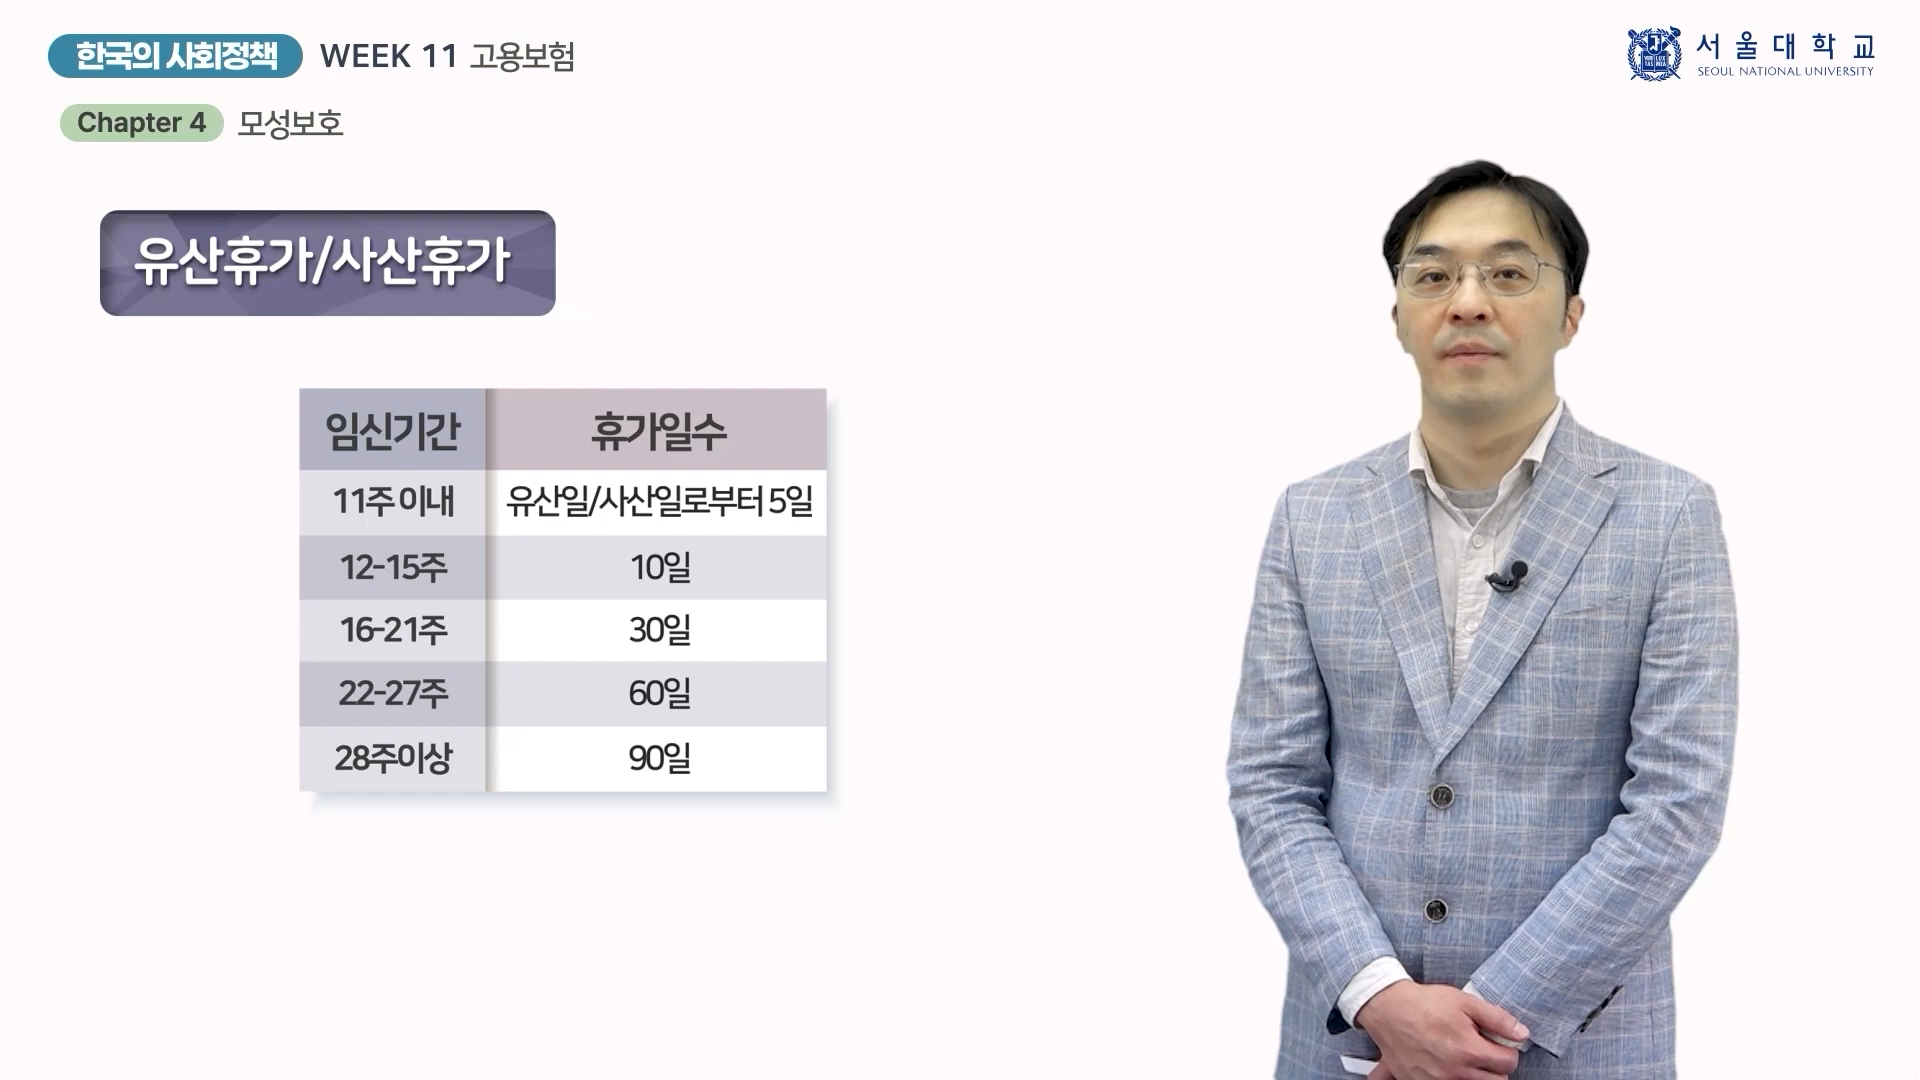 한국의 사회정책 WEEK 11 고용보험
서울대학교
SEOUL NATIONAL UNIVERSITY
Chapter 4 모성보호
유산휴가/사산휴가
임신기간 휴가일수
11주 이내 유산일/사산일로부터 5일
12-15주 10일
16-21주 30일
22-27주 60일
28주이상 90일